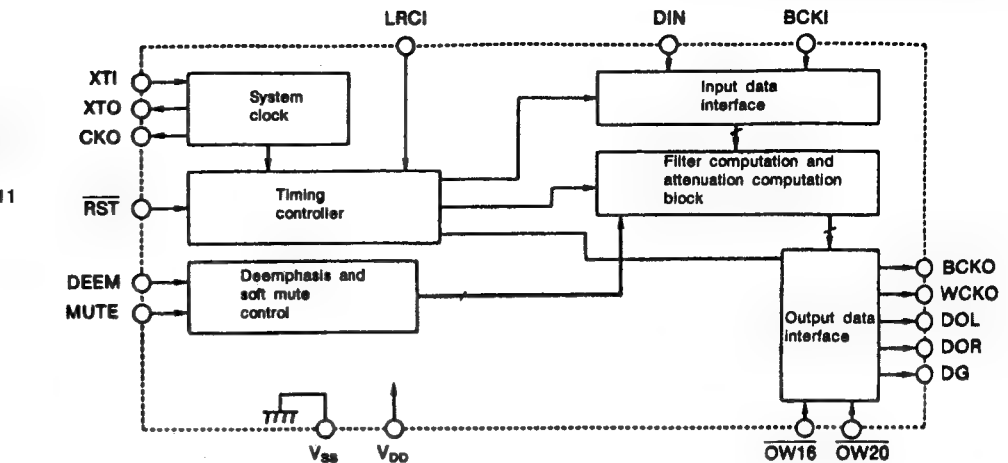 LRCI
DIN
BCKI
XTI
XTO
CKO
System
clock
Input data
interface
11
RST
Timing
controller
Filter computation and
attenuation computation
block
DEEM
MUTE
Deemphasis and
soft mute
control
Output data
interface
BCKO
WCKO
DOL
DOR
DG
VSS
VDD
OW16
OW20